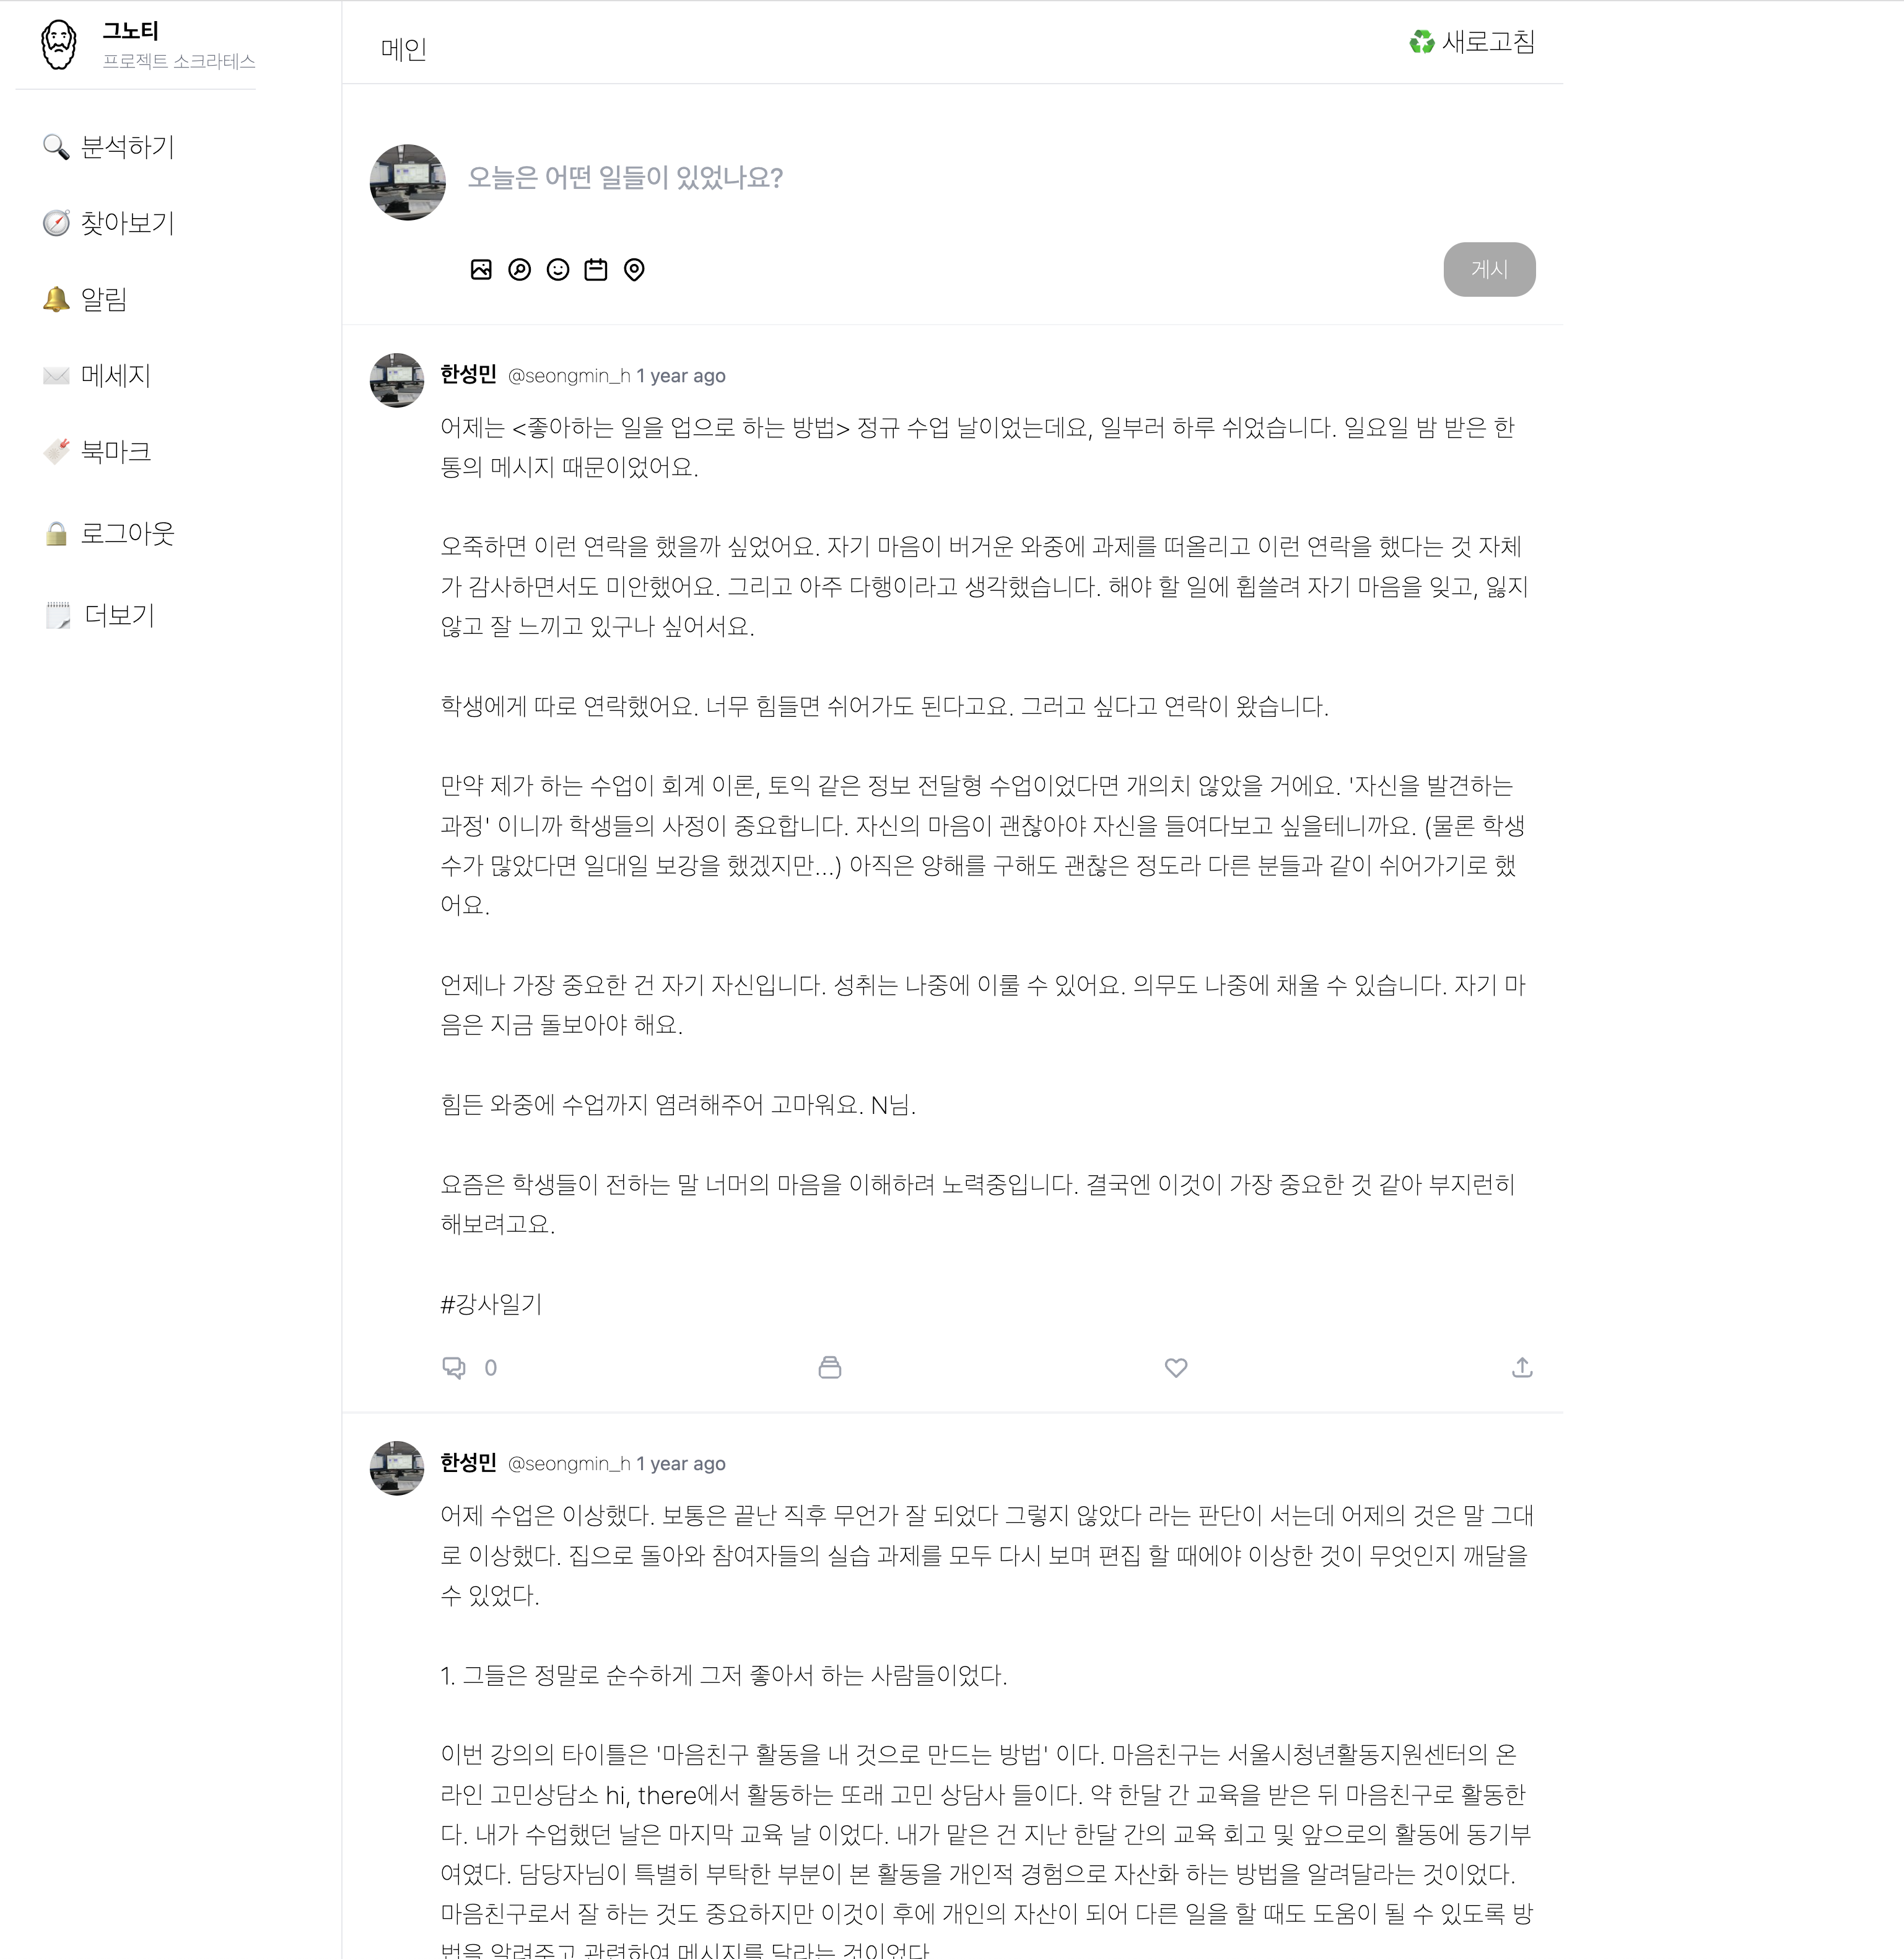 그노티
프로젝트 소크라테스
분석하기
찾아보기
알림
메세지
북마크
로그아웃
더보기
메인
새로고침
오늘은 어떤 일들이 있었나요?
게시
한성민 @seongmin_h 1 year ago
어제는 <좋아하는 일을 업으로 하는 방법> 정규 수업 날이었는데요, 일부러 하루 쉬었습니다. 일요일 밤 받은 한
통의 메시지 때문이었어요.
오죽하면 이런 연락을 했을까 싶었어요. 자기 마음이 버거운 와중에 과제를 떠올리고 이런 연락을 했다는 것 자체
가 감사하면서도 미안했어요. 그리고 아주 다행이라고 생각했습니다. 해야 할 일에 휩쓸려 자기 마음을 잊고, 잃지
않고 잘 느끼고 있구나 싶어서요.
학생에게 따로 연락했어요. 너무 힘들면 쉬어가도 된다고요. 그러고 싶다고 연락이 왔습니다.
만약 제가 하는 수업이 회계 이론, 토익 같은 정보 전달형 수업이었다면 개의치 않았을 거에요. '자신을 발견하는
과정' 이니까 학생들의 사정이 중요합니다. 자신의 마음이 괜찮아야 자신을 들여다보고 싶을테니까요. (물론 학생
수가 많았다면 일대일 보강을 했겠지만...) 아직은 양해를 구해도 괜찮은 정도라 다른 분들과 같이 쉬어가기로 했
어요.
언제나 가장 중요한 건 자기 자신입니다. 성취는 나중에 이룰 수 있어요. 의무도 나중에 채울 수 있습니다. 자기 마
음은 지금 돌보아야 해요.
힘든 와중에 수업까지 염려해주어 고마워요. N님.
요즘은 학생들이 전하는 말 너머의 마음을 이해하려 노력중입니다. 결국엔 이것이 가장 중요한 것 같아 부지런히
해보려고요.
#강사일기
0
한성민 @seongmin_h 1 year ago
어제 수업은 이상했다. 보통은 끝난 직후 무언가 잘 되었다 그렇지 않았다 라는 판단이 서는데 어제의 것은 말 그대
로 이상했다. 집으로 돌아와 참여자들의 실습 과제를 모두 다시 보며 편집 할 때에야 이상한 것이 무엇인지 깨달을
수 있었다.
1. 그들은 정말로 순수하게 그저 좋아서 하는 사람들이었다.
이번 강의의 타이틀은 '마음친구 활동을 내 것으로 만드는 방법' 이다. 마음친구는 서울시청년활동지원센터의 온
라인 고민상담소 hi, there에서 활동하는 또래 고민 상담사 들이다. 약 한달 간 교육을 받은 뒤 마음친구로 활동한
다. 내가 수업했던 날은 마지막 교육 날 이었다. 내가 맡은 건 지난 한달 간의 교육 회고 및 앞으로의 활동에 동기부
여였다. 담당자님이 특별히 부탁한 부분이 본 활동을 개인적 경험으로 자산화 하는 방법을 알려달라는 것이었다.
마음친구로서 잘 하는 것도 중요하지만 이것이 후에 개인의 자산이 되어 다른 일을 할 때도 도움이 될 수 있도록 방
법을 알려주고 관련하여 메시지를 달라는 것이었다